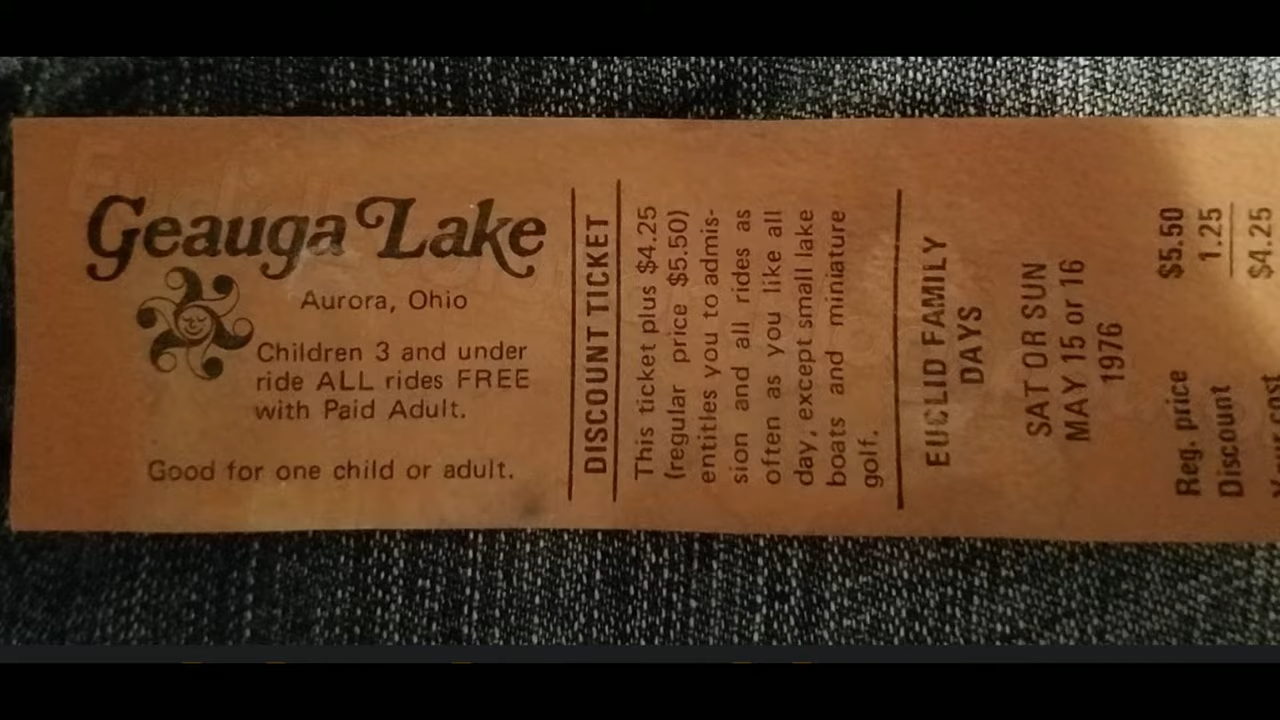 Geauga Lake
Aurora, Ohio
Children 3 and under
ride ALL rides FREE
with Paid Adult.
Good for one child or adult.
DISCOUNT TICKET
This ticket plus $4.25
(regular price $5.50)
entitles you to admis-
sion and all rides as
often as you like all
day, except small lake
boats and miniature
golf.
EUCLID FAMILY
DAYS
SAT OR SUN
MAY 15 or 16
1976
Reg. price $5.50
Discount 1.25
$4.25